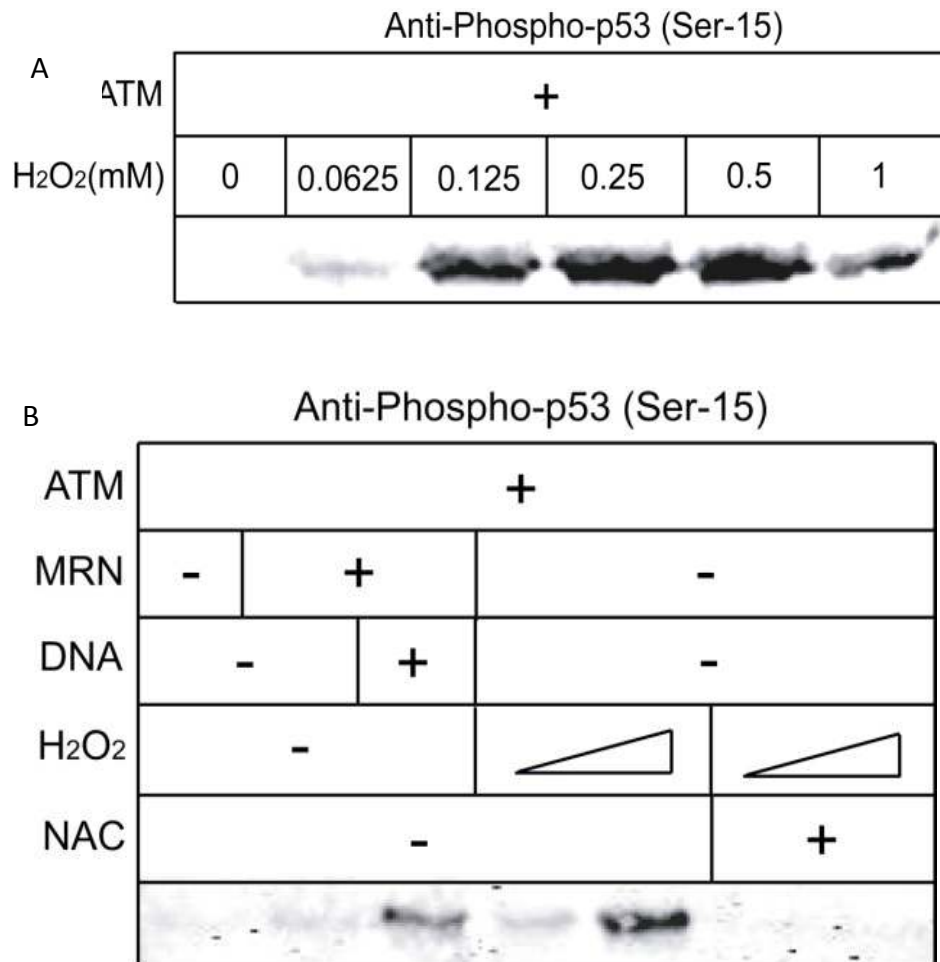 Anti-Phospho-p53 (Ser-15)
A
ATM +
H2O2(mM) 0 0.0625 0.125 0.25 0.5 1
B
Anti-Phospho-p53 (Ser-15)
ATM +
MRN - + -
DNA - + -
H2O2 -
NAC - +